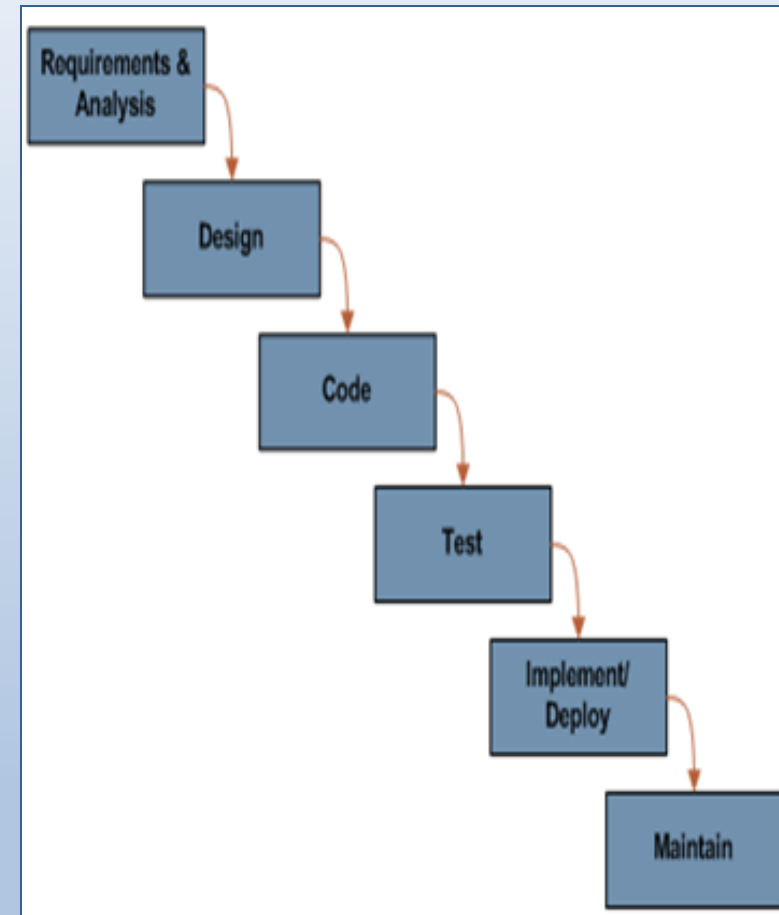 Requirements &
Analysis
Design
Code
Test
Implement/
Deploy
Maintain